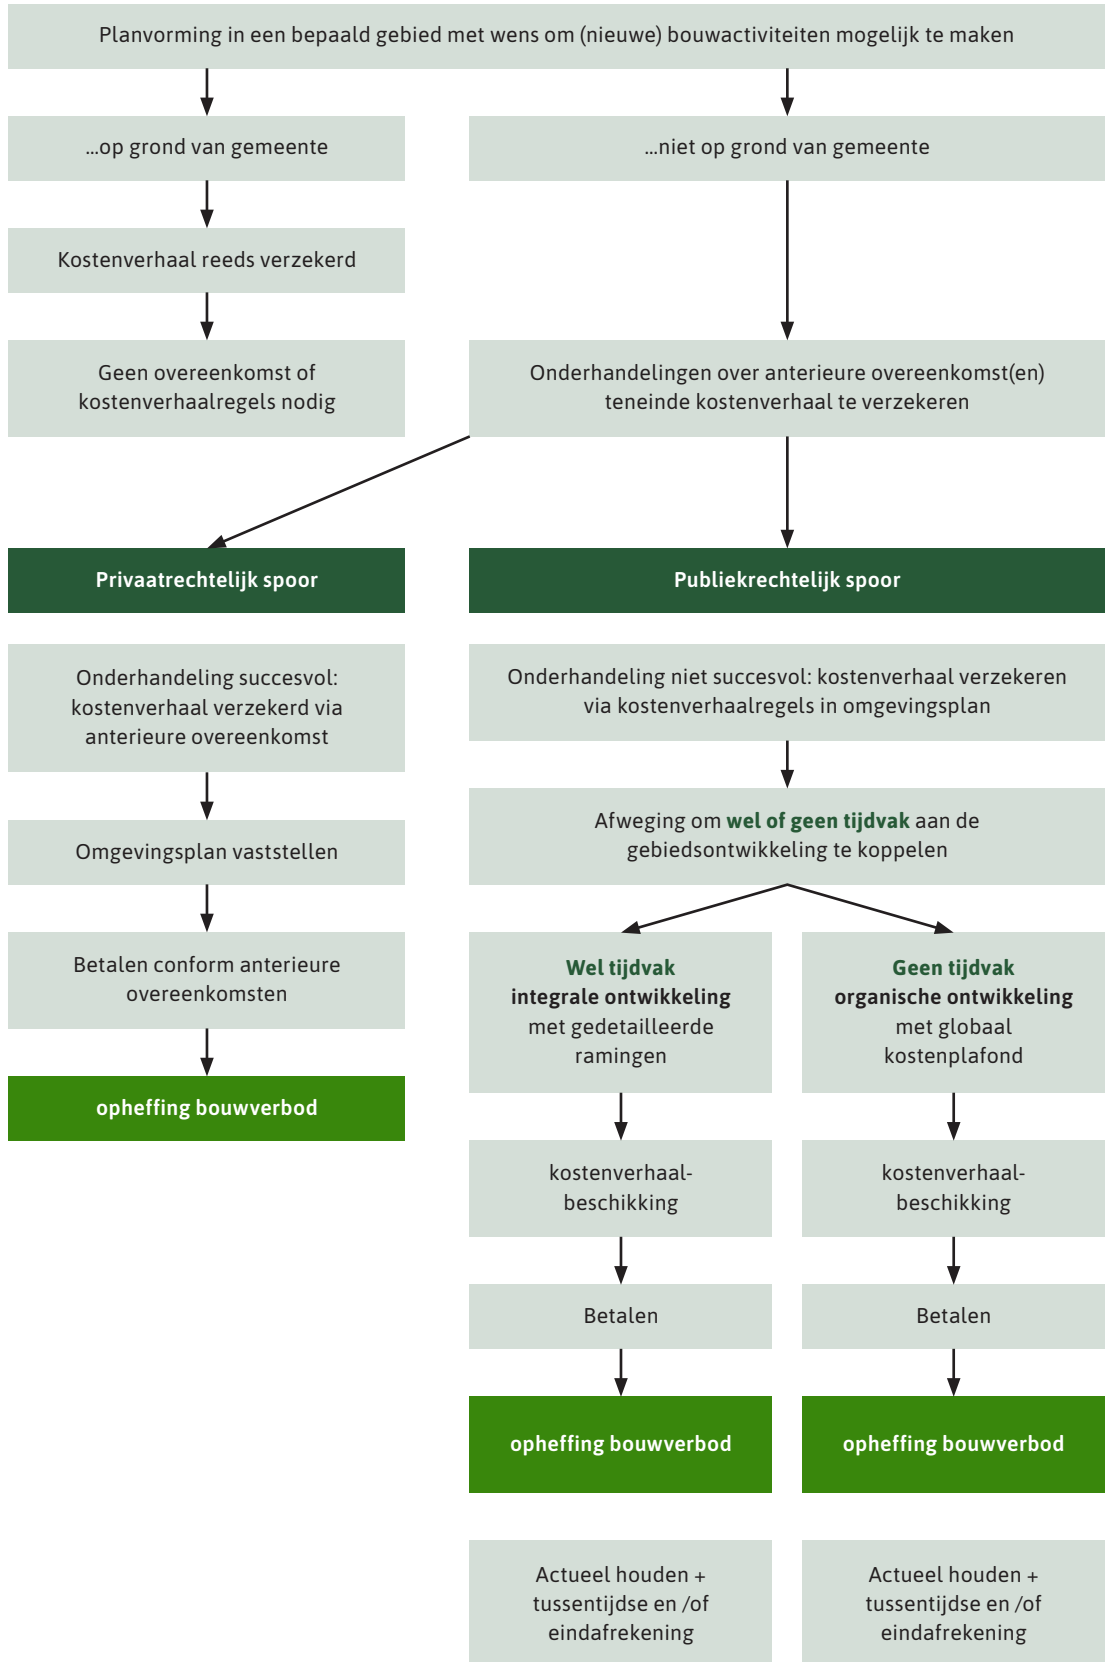 Planvorming in een bepaald gebied met wens om (nieuwe) bouwactiviteiten mogelijk te maken
...op grond van gemeente
...niet op grond van gemeente
Kostenverhaal reeds verzekerd
Geen overeenkomst of
kostenverhaalregels nodig
Onderhandelingen over anterieure overeenkomst(en)
teneinde kostenverhaal te verzekeren
Privaatrechtelijk spoor
Publiekrechtelijk spoor
Onderhandeling succesvol:
kostenverhaal verzekerd via
anterieure overeenkomst
Onderhandeling niet succesvol: kostenverhaal verzekeren
via kostenverhaalregels in omgevingsplan
Omgevingsplan vaststellen
Afweging om wel of geen tijdvak aan de
gebiedsontwikkeling te koppelen
Betalen conform anterieure
overeenkomsten
opheffing bouwverbod
Wel tijdvak
integrale ontwikkeling
met gedetailleerde
ramingen
Geen tijdvak
organische ontwikkeling
met globaal
kostenplafond
kostenverhaal-
beschikking
kostenverhaal-
beschikking
Betalen
Betalen
opheffing bouwverbod
opheffing bouwverbod
Actueel houden +
tussentijdse en /of
eindafrekening
Actueel houden +
tussentijdse en /of
eindafrekening